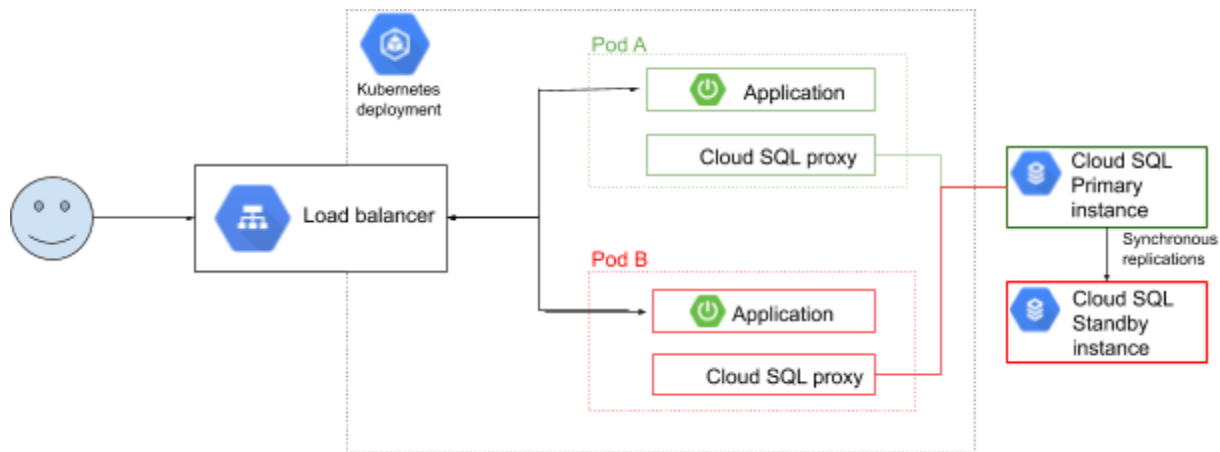 Kubernetes
deployment
Pod A
Application
Cloud SQL proxy
Load balancer
Pod B
Application
Cloud SQL proxy
Cloud SQL
Primary
instance
Synchronous
replications
Cloud SQL
Standby
instance